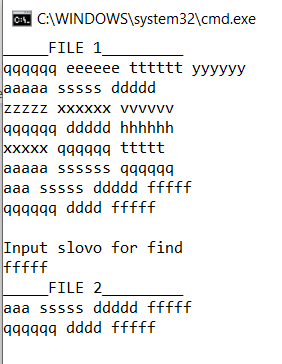 C:\WINDOWS\system32\cmd.exe
_____FILE 1_________
qqqqqq eeeeee tttttt yyyyyy
aaaaa sssss ddddd
zzzzz xxxxxx vvvvvv
qqqqqq ddddd hhhhhh
xxxxx qqqqqq ttttt
aaaaa ssssss qqqqqq
aaa sssss ddddd fffff
qqqqqq dddd fffff
Input slovo for find
fffff
_____FILE 2_________
aaa sssss ddddd fffff
qqqqqq dddd fffff